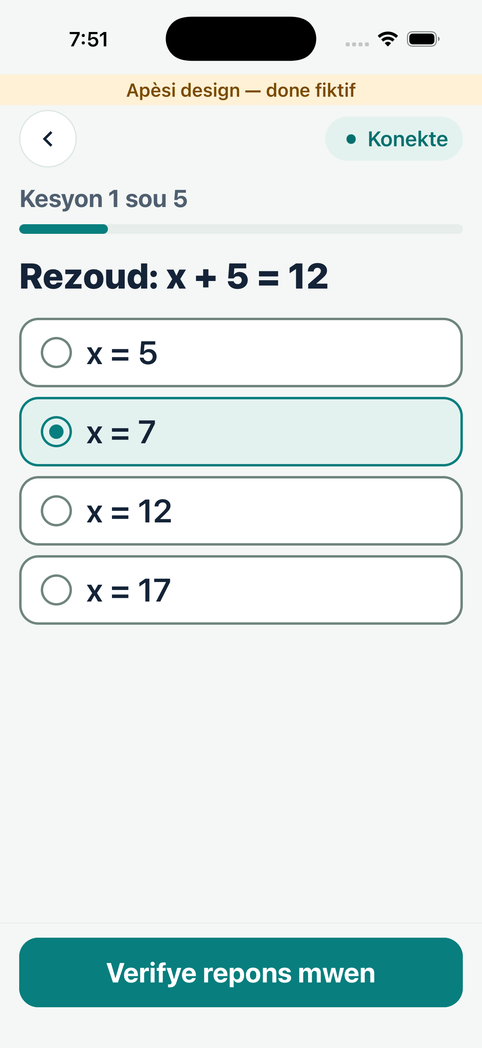 7:51
Apèsi design — done fiktif
Konekte
Kesyon 1 sou 5
Rezoud: x + 5 = 12
x = 5
x = 7
x = 12
x = 17
Verifye repons mwen